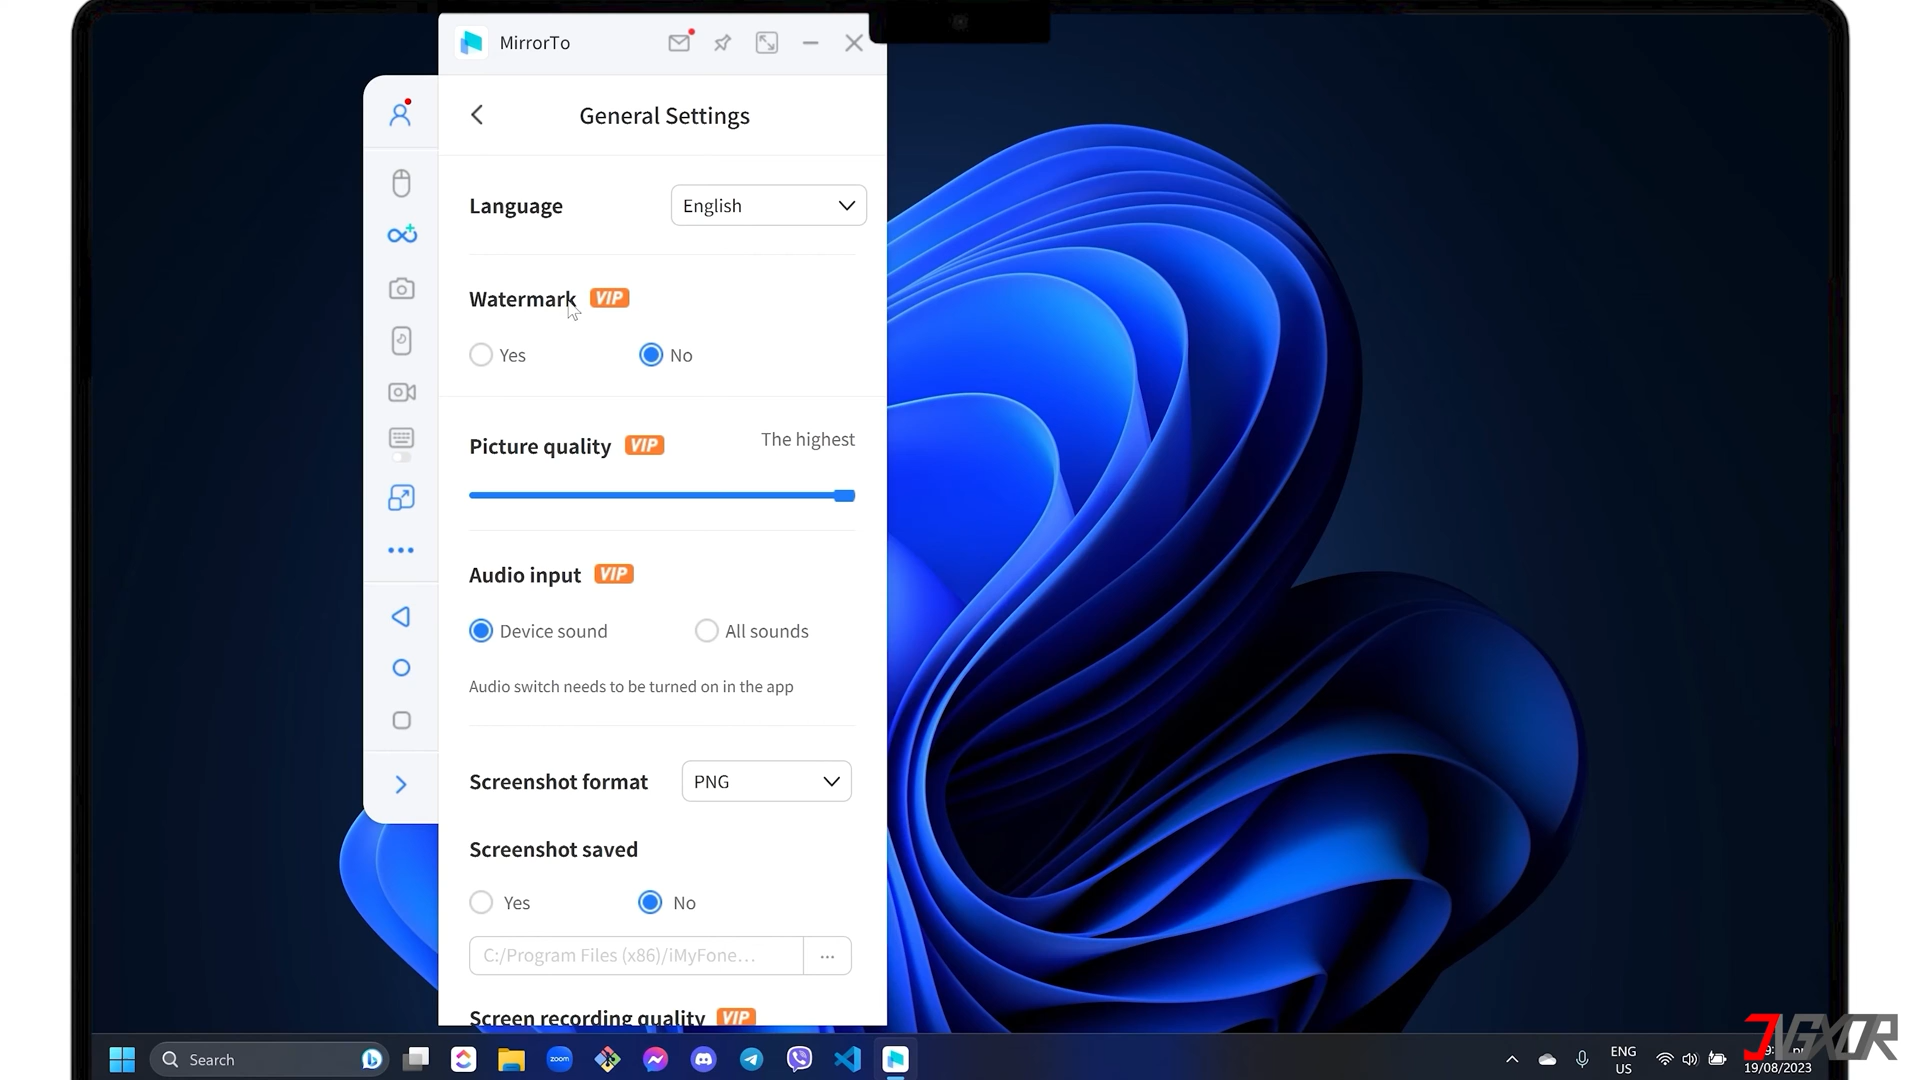 MirrorTo
General Settings
Language English
Watermark VIP
Yes No
Picture quality VIP The highest
Audio input VIP
Device sound All sounds
Audio switch needs to be turned on in the app
Screenshot format PNG
Screenshot saved
Yes No
C:/Program Files (x86)/iMyFone... ...
Screen recording quality VIP
Search
zoom
ENG
US
19/08/2023
JGXOR